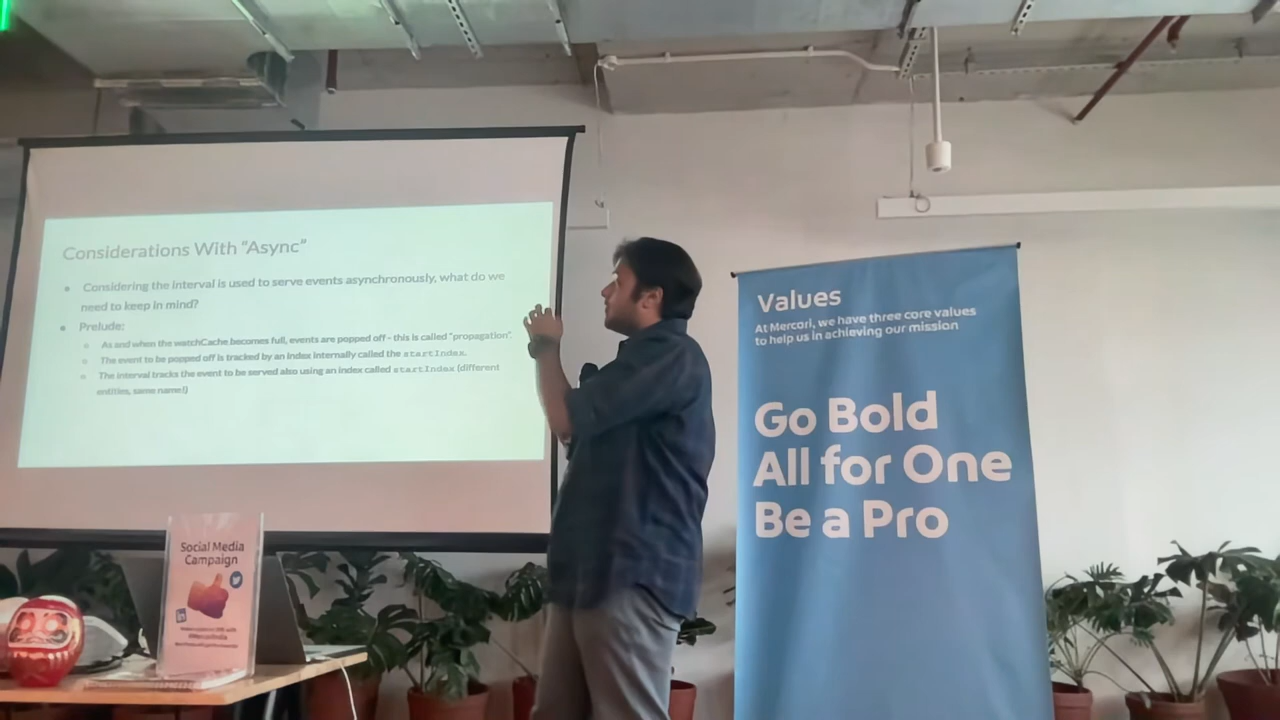 Considerations With "Async"
Considering the interval is used to serve events asynchronously, what do we
need to keep in mind?
Prelude:
As and when the watchCache becomes full, events are popped off - this is called "propagation".
The event to be popped off is tracked by an index internally called the startIndex.
The interval tracks the event to be served also using an index called startIndex (different
entities, same name!)
Values
At Mercari, we have three core values
to help us in achieving our mission
Go Bold
All for One
Be a Pro
Social Media
Campaign